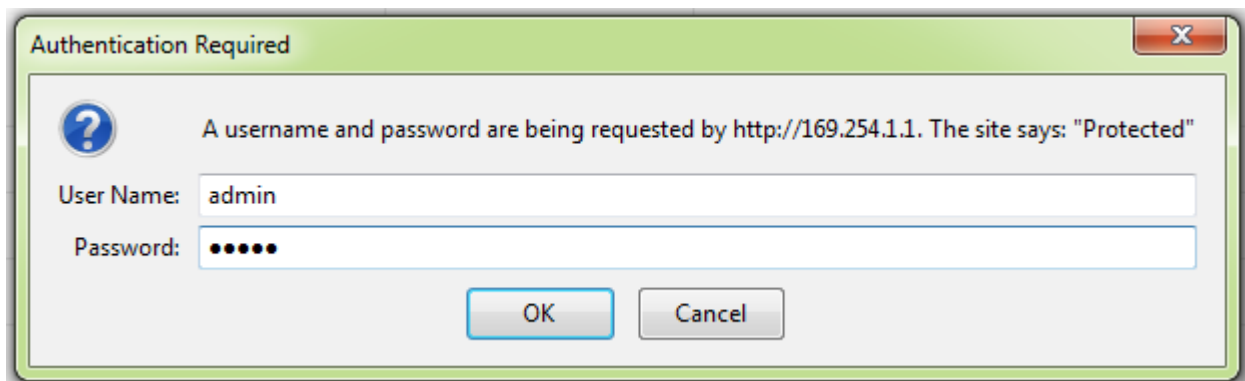 Authentication Required
A username and password are being requested by http://169.254.1.1. The site says: "Protected"
User Name: admin
Password: •••••
OK Cancel